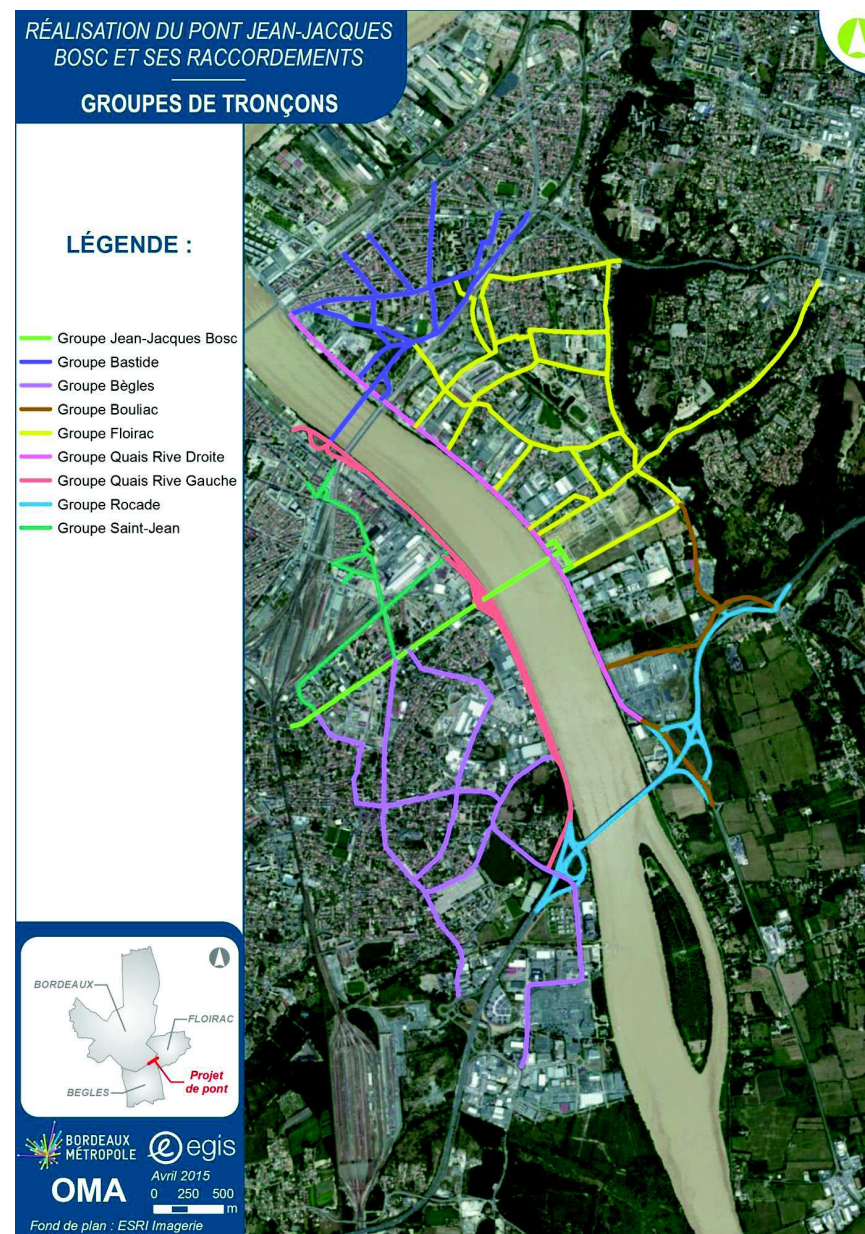 RÉALISATION DU PONT JEAN-JACQUES
BOSC ET SES RACCORDEMENTS
GROUPES DE TRONÇONS
LÉGENDE :
Groupe Jean-Jacques Bosc
Groupe Bastide
Groupe Bègles
Groupe Bouliac
Groupe Floirac
Groupe Quais Rive Droite
Groupe Quais Rive Gauche
Groupe Rocade
Groupe Saint-Jean
BORDEAUX
FLOIRAC
Projet
de pont
BEGLES
BORDEAUX
MÉTROPOLE
egis
Avril 2015
OMA
0 250 500
m
Fond de plan : ESRI Imagerie